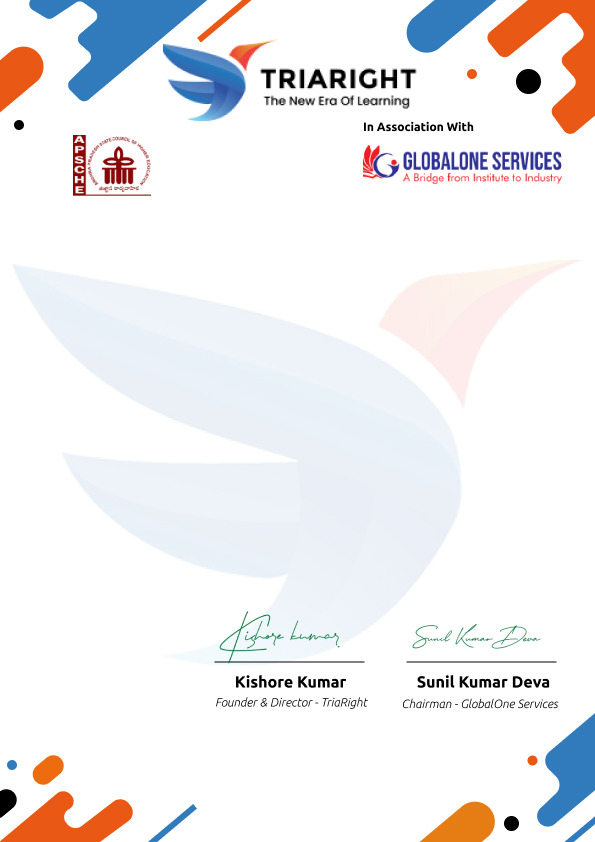 TRIARIGHT
The New Era Of Learning
In Association With
APSCHE
ANDHRA PRADESH STATE COUNCIL OF HIGHER EDUCATION
GLOBALONE SERVICES
A Bridge from Institute to Industry
Kishore kumar
Sunil Kumar Deva
Kishore Kumar
Sunil Kumar Deva
Founder & Director - TriaRight
Chairman - GlobalOne Services